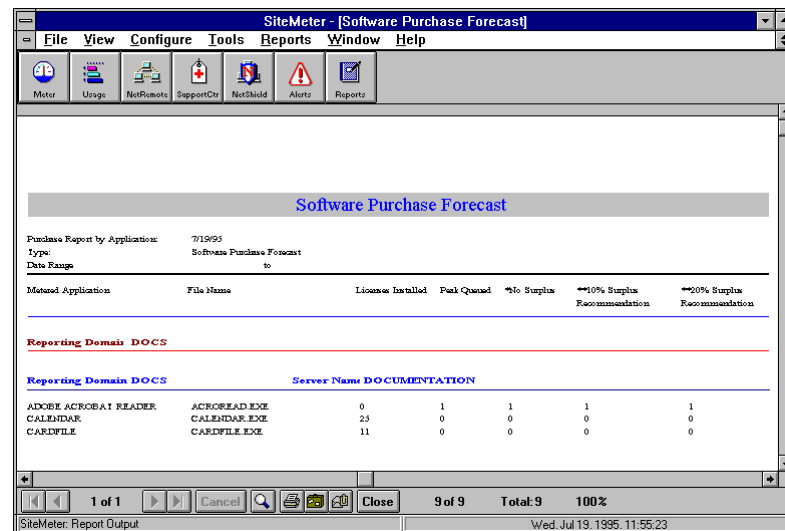 SiteMeter - [Software Purchase Forecast]
File View Configure Tools Reports Window Help
Meter Usage NetRemote SupportCtr NetShield Alerts Reports
Software Purchase Forecast
Purchase Report by Application: 7/19/95
Type: Software Purchase Forecast
Date Range to
Metered Application File Name Licenses Installed Peak Queued *No Surplus **10% Surplus **20% Surplus
Recommendation Recommendation
Reporting Domain DOCS
Reporting Domain DOCS Server Name DOCUMENTATION
ADOBE ACROBAT READER ACROREAD.EXE 0 1 1 1 1
CALENDAR CALENDAR.EXE 25 0 0 0 0
CARDFILE CARDFILE.EXE 11 0 0 0 0
1 of 1 Cancel Close 9 of 9 Total: 9 100%
SiteMeter: Report Output Wed. Jul 19. 1995. 11:55:23